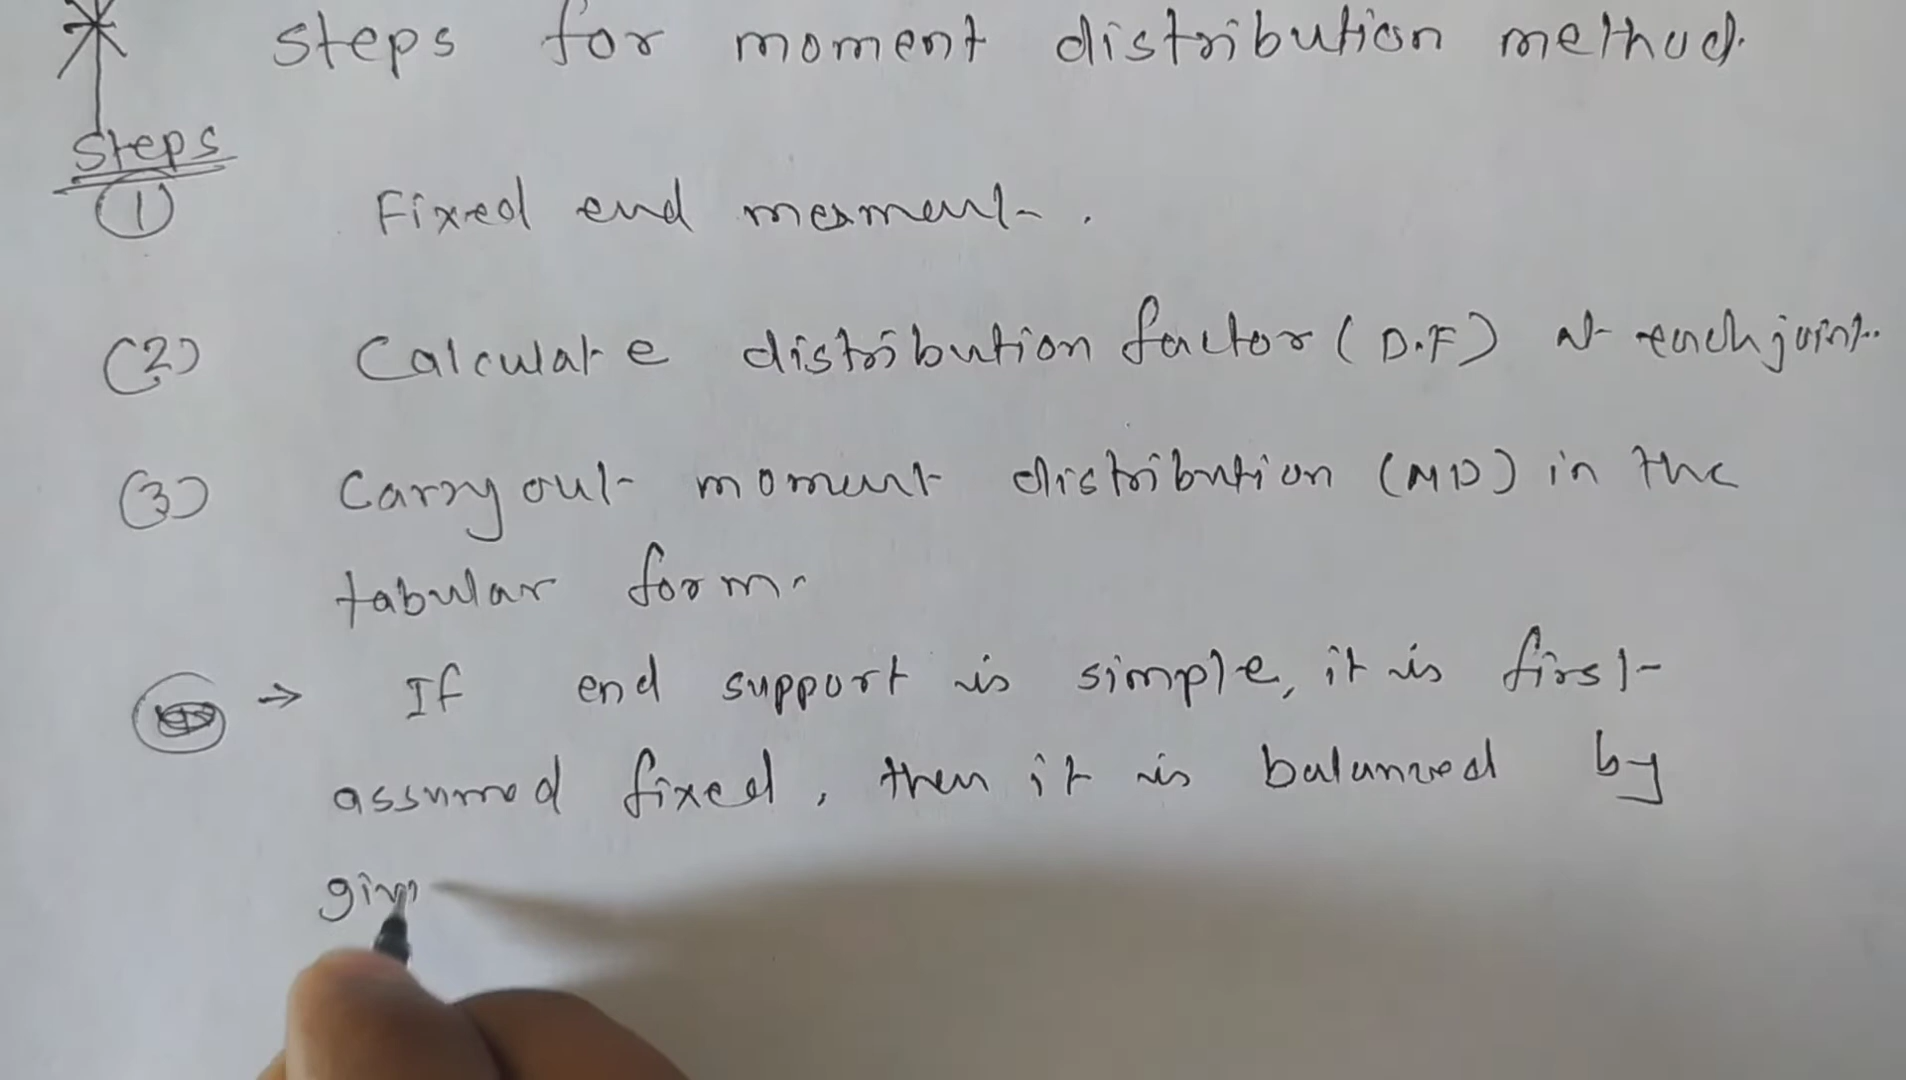 steps for moment distribution method.
Steps
(1) Fixed end moment.
(2) Calculate distribution factor (D.F) at each joint.
(3) Carry out moment distribution (MD) in the
tabular form.
→ If end support is simple, it is first
assumed fixed, then it is balanced by
giv